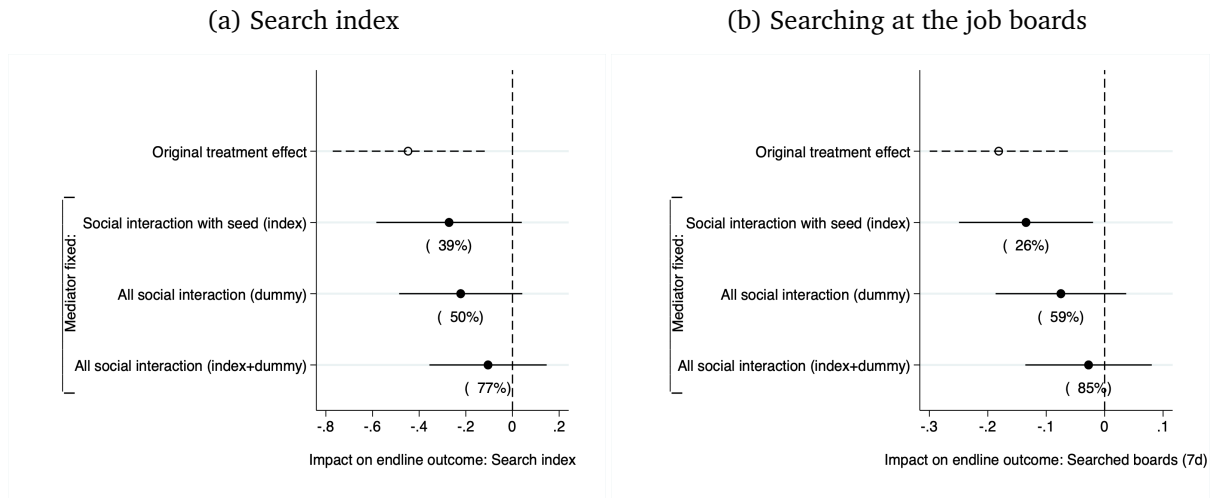 (a) Search index
Original treatment effect
Mediator fixed:
Social interaction with seed (index)
( 39%)
All social interaction (dummy)
( 50%)
All social interaction (index+dummy)
( 77%)
-.8 -.6 -.4 -.2 0 .2
Impact on endline outcome: Search index
(b) Searching at the job boards
Original treatment effect
Mediator fixed:
Social interaction with seed (index)
( 26%)
All social interaction (dummy)
( 59%)
All social interaction (index+dummy)
( 85%)
-.3 -.2 -.1 0 .1
Impact on endline outcome: Searched boards (7d)